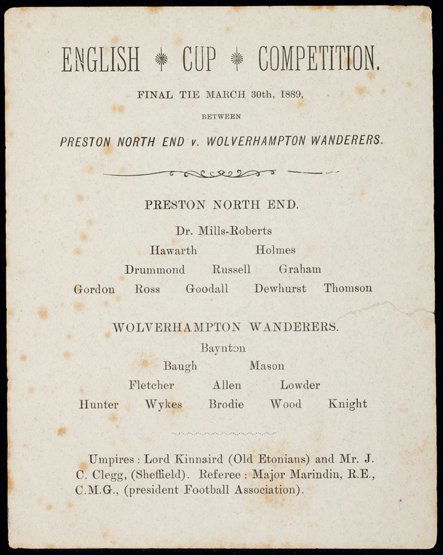 ENGLISH CUP COMPETITION.
FINAL TIE MARCH 30th, 1889,
BETWEEN
PRESTON NORTH END v. WOLVERHAMPTON WANDERERS.
PRESTON NORTH END.
Dr. Mills-Roberts
Hawarth Holmes
Drummond Russell Graham
Gordon Ross Goodall Dewhurst Thomson
WOLVERHAMPTON WANDERERS.
Baynton
Baugh Mason
Fletcher Allen Lowder
Hunter Wykes Brodie Wood Knight
Umpires : Lord Kinnaird (Old Etonians) and Mr. J.
C. Clegg, (Sheffield). Referee : Major Marindin, R.E.,
C.M.G., (president Football Association).